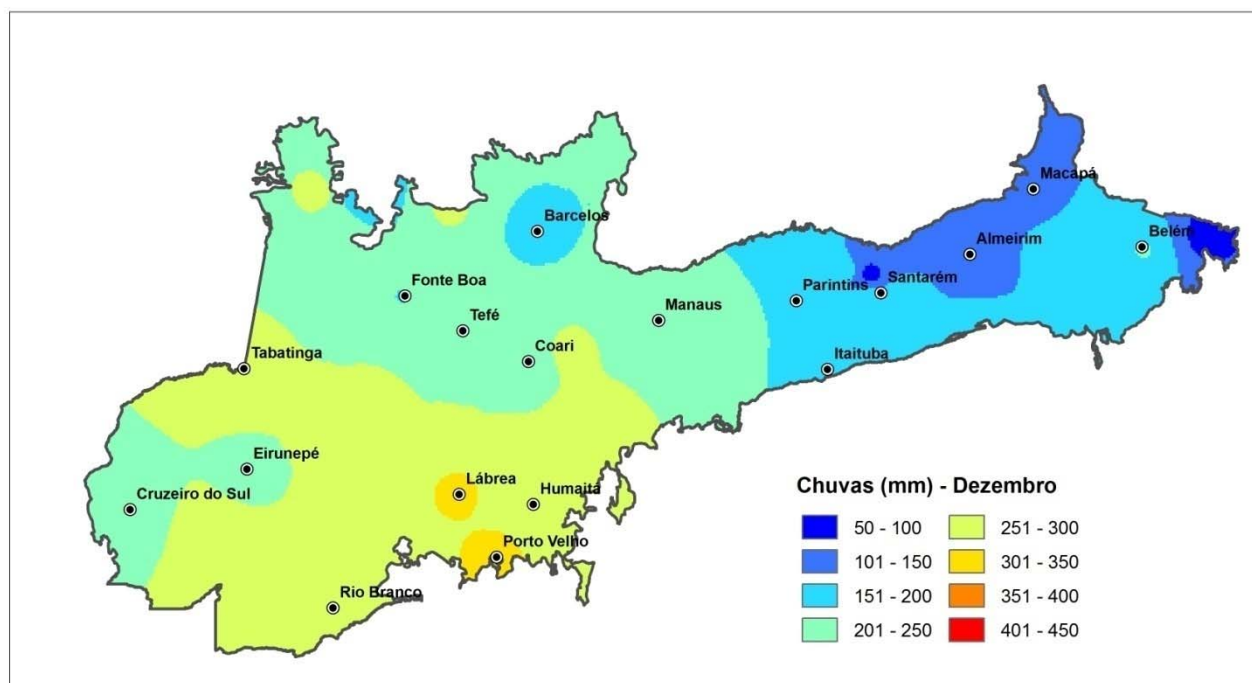 Macapá
Barcelos
Belém
Almeirim
Fonte Boa
Santarém
Parintins
Manaus
Tefé
Coari
Tabatinga
Itaituba
Eirunepé
Lábrea
Cruzeiro do Sul
Humaitá
Porto Velho
Rio Branco
Chuvas (mm) - Dezembro
50 - 100
251 - 300
101 - 150
301 - 350
151 - 200
351 - 400
201 - 250
401 - 450